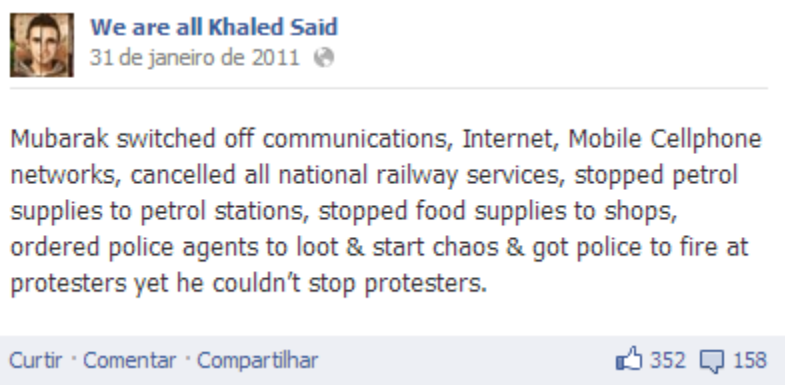 We are all Khaled Said
31 de janeiro de 2011
Mubarak switched off communications, Internet, Mobile Cellphone
networks, cancelled all national railway services, stopped petrol
supplies to petrol stations, stopped food supplies to shops,
ordered police agents to loot & start chaos & got police to fire at
protesters yet he couldn’t stop protesters.
Curtir · Comentar · Compartilhar 352 158